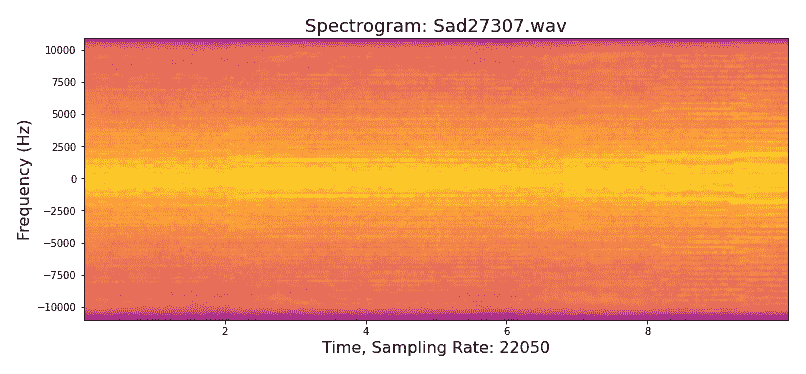 Spectrogram: Sad27307.wav
10000
7500
5000
2500
0
−2500
−5000
−7500
−10000
Frequency (Hz)
2 4 6 8
Time, Sampling Rate: 22050